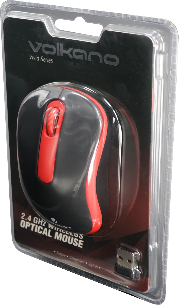 volkano
2.4 GHZ WIRELESS
OPTICAL MOUSE